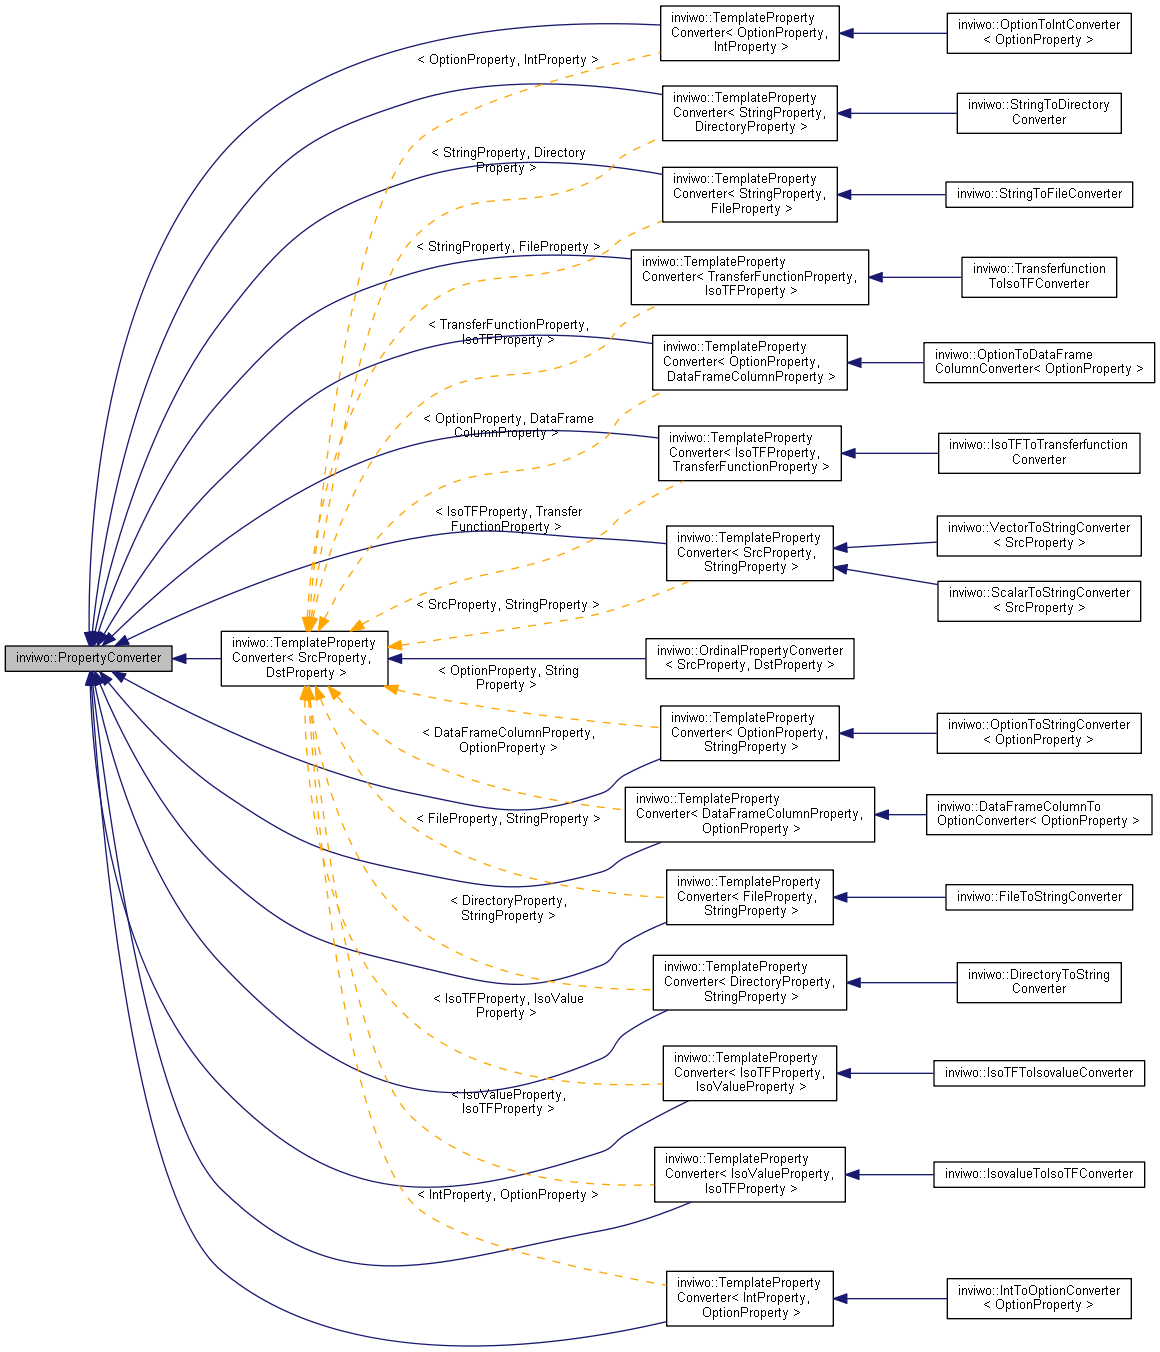 inviwo::PropertyConverter
inviwo::TemplateProperty
Converter< SrcProperty,
DstProperty >
inviwo::TemplateProperty
Converter< OptionProperty,
IntProperty >
inviwo::OptionToIntConverter
< OptionProperty >
< OptionProperty, IntProperty >
inviwo::TemplateProperty
Converter< StringProperty,
DirectoryProperty >
inviwo::StringToDirectory
Converter
< StringProperty, Directory
Property >
inviwo::TemplateProperty
Converter< StringProperty,
FileProperty >
inviwo::StringToFileConverter
< StringProperty, FileProperty >
inviwo::TemplateProperty
Converter< TransferFunctionProperty,
IsoTFProperty >
inviwo::Transferfunction
ToIsoTFConverter
< TransferFunctionProperty,
IsoTFProperty >
inviwo::TemplateProperty
Converter< OptionProperty,
DataFrameColumnProperty >
inviwo::OptionToDataFrame
ColumnConverter< OptionProperty >
< OptionProperty, DataFrame
ColumnProperty >
inviwo::TemplateProperty
Converter< IsoTFProperty,
TransferFunctionProperty >
inviwo::IsoTFToTransferfunction
Converter
< IsoTFProperty, Transfer
FunctionProperty >
inviwo::TemplateProperty
Converter< SrcProperty,
StringProperty >
inviwo::VectorToStringConverter
< SrcProperty >
inviwo::ScalarToStringConverter
< SrcProperty >
< SrcProperty, StringProperty >
inviwo::OrdinalPropertyConverter
< SrcProperty, DstProperty >
< OptionProperty, String
Property >
inviwo::TemplateProperty
Converter< OptionProperty,
StringProperty >
inviwo::OptionToStringConverter
< OptionProperty >
< DataFrameColumnProperty,
OptionProperty >
inviwo::TemplateProperty
Converter< DataFrameColumnProperty,
OptionProperty >
inviwo::DataFrameColumnTo
OptionConverter< OptionProperty >
< FileProperty, StringProperty >
inviwo::TemplateProperty
Converter< FileProperty,
StringProperty >
inviwo::FileToStringConverter
< DirectoryProperty,
StringProperty >
inviwo::TemplateProperty
Converter< DirectoryProperty,
StringProperty >
inviwo::DirectoryToString
Converter
< IsoTFProperty, IsoValue
Property >
inviwo::TemplateProperty
Converter< IsoTFProperty,
IsoValueProperty >
inviwo::IsoTFToIsovalueConverter
< IsoValueProperty,
IsoTFProperty >
inviwo::TemplateProperty
Converter< IsoValueProperty,
IsoTFProperty >
inviwo::IsovalueToIsoTFConverter
< IntProperty, OptionProperty >
inviwo::TemplateProperty
Converter< IntProperty,
OptionProperty >
inviwo::IntToOptionConverter
< OptionProperty >